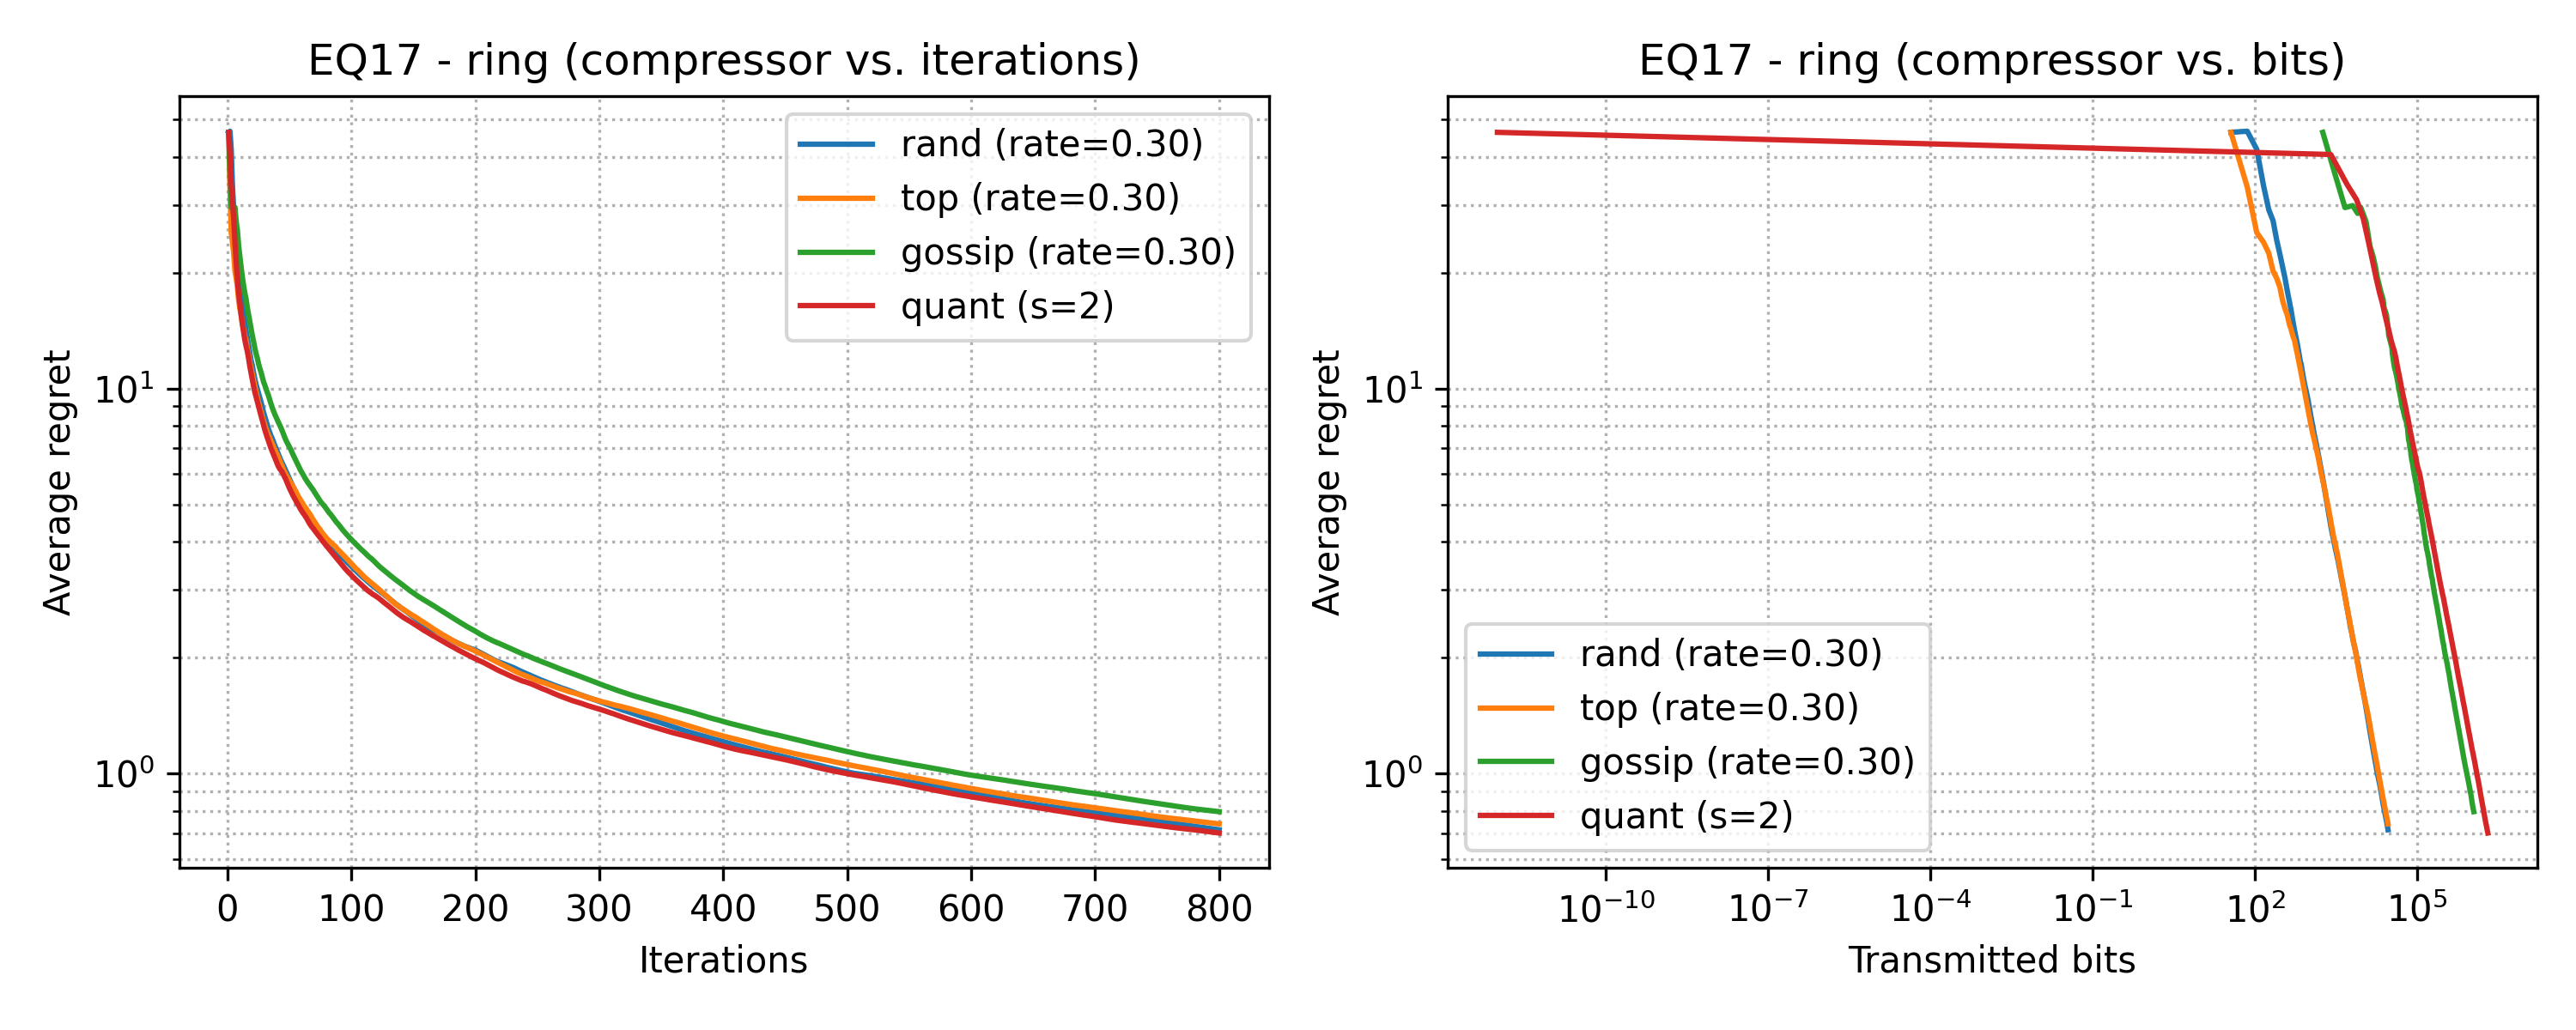 EQ17 - ring (compressor vs. iterations)
rand (rate=0.30)
top (rate=0.30)
gossip (rate=0.30)
quant (s=2)
Average regret
10¹
10⁰
0 100 200 300 400 500 600 700 800
Iterations
EQ17 - ring (compressor vs. bits)
Average regret
10¹
10⁰
rand (rate=0.30)
top (rate=0.30)
gossip (rate=0.30)
quant (s=2)
10⁻¹⁰ 10⁻⁷ 10⁻⁴ 10⁻¹ 10² 10⁵
Transmitted bits